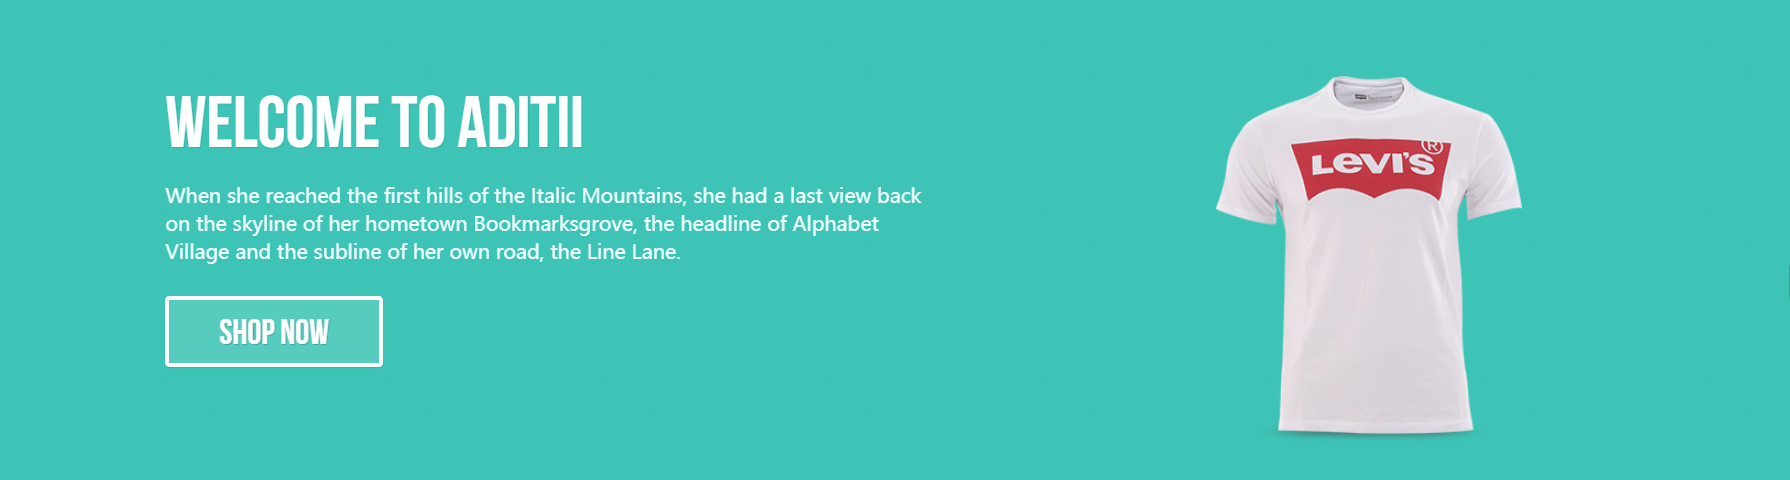 WELCOME TO ADITII
When she reached the first hills of the Italic Mountains, she had a last view back
on the skyline of her hometown Bookmarksgrove, the headline of Alphabet
Village and the subline of her own road, the Line Lane.
SHOP NOW
LEVI'S ®